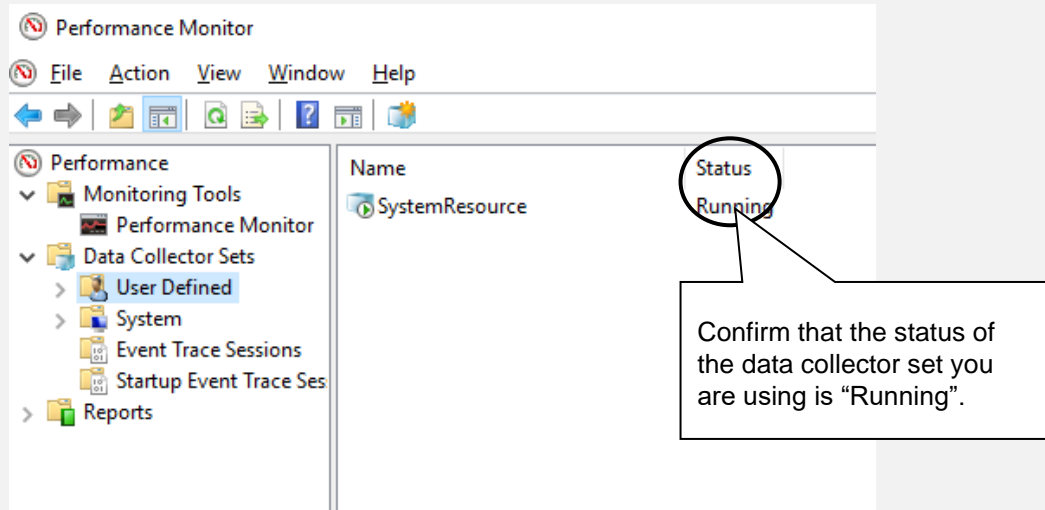 Performance Monitor
File Action View Window Help
Performance
Monitoring Tools
Performance Monitor
Data Collector Sets
User Defined
System
Event Trace Sessions
Startup Event Trace Ses
Reports
Name Status
SystemResource Running
Confirm that the status of
the data collector set you
are using is “Running”.